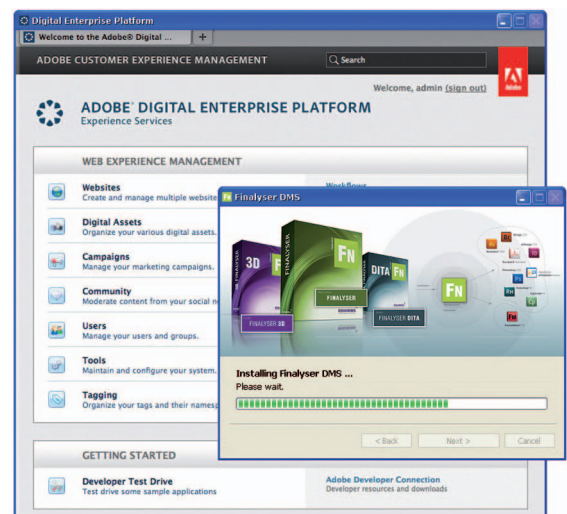 Digital Enterprise Platform
Welcome to the Adobe® Digital ...
+
ADOBE CUSTOMER EXPERIENCE MANAGEMENT
Search
Adobe
Welcome, admin (sign out)
ADOBE® DIGITAL ENTERPRISE PLATFORM
Experience Services
WEB EXPERIENCE MANAGEMENT
Websites
Create and manage multiple website
Workflows
Digital Assets
Organize your various digital assets.
Campaigns
Manage your marketing campaigns.
Community
Moderate content from your social n
Users
Manage your users and groups.
Tools
Maintain and configure your system.
Tagging
Organize your tags and their namesp
Fn Finalyser DMS
3D F
FINALYSER
FN
DITA FN
FINALYSER 3D
FINALYSER
FINALYSER DITA
FN
Installing Finalyser DMS ...
Please wait.
< Back
Next >
Cancel
GETTING STARTED
Developer Test Drive
Test drive some sample applications
Adobe Developer Connection
Developer resources and downloads